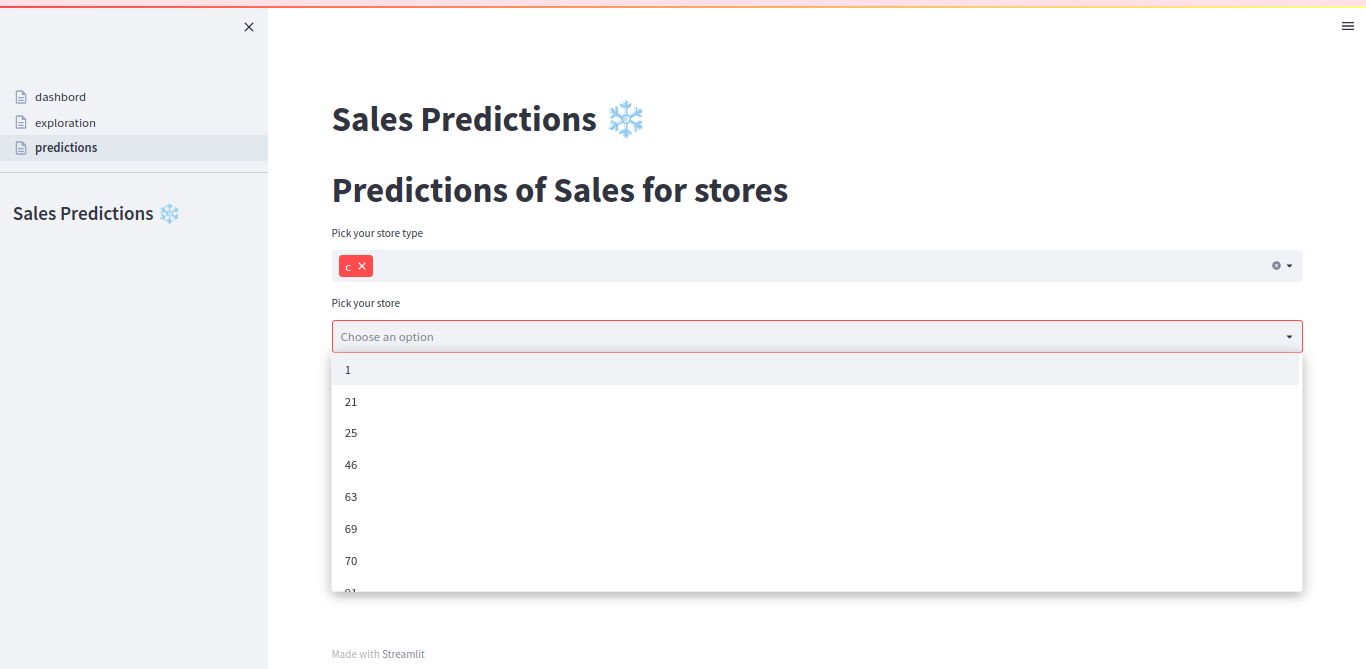 dashbord
exploration
predictions
Sales Predictions ❄️
Sales Predictions ❄️
Predictions of Sales for stores
Pick your store type
c
Pick your store
Choose an option
1
21
25
46
63
69
70
Made with Streamlit